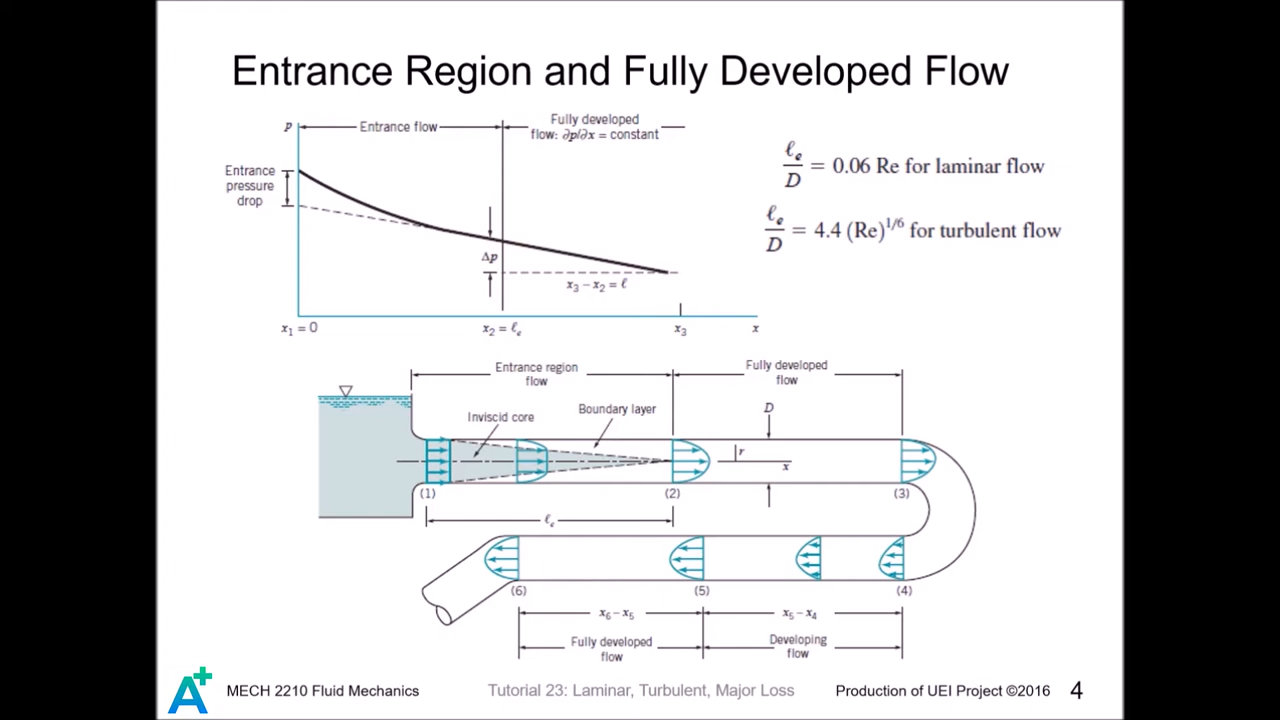 Entrance Region and Fully Developed Flow
p
Entrance flow
Fully developed
flow: ∂p/∂x = constant
Entrance
pressure
drop
Δp
x₃ – x₂ = ℓ
x₁ = 0
x₂ = ℓₑ
x₃
x
ℓₑ/D = 0.06 Re for laminar flow
ℓₑ/D = 4.4 (Re)^1/6 for turbulent flow
Entrance region
flow
Fully developed
flow
Inviscid core
Boundary layer
D
r
x
(1)
(2)
(3)
ℓₑ
(6)
(5)
(4)
x₆ – x₅
x₅ – x₄
Fully developed
flow
Developing
flow
A+
MECH 2210 Fluid Mechanics
Tutorial 23: Laminar, Turbulent, Major Loss
Production of UEI Project ©2016
4